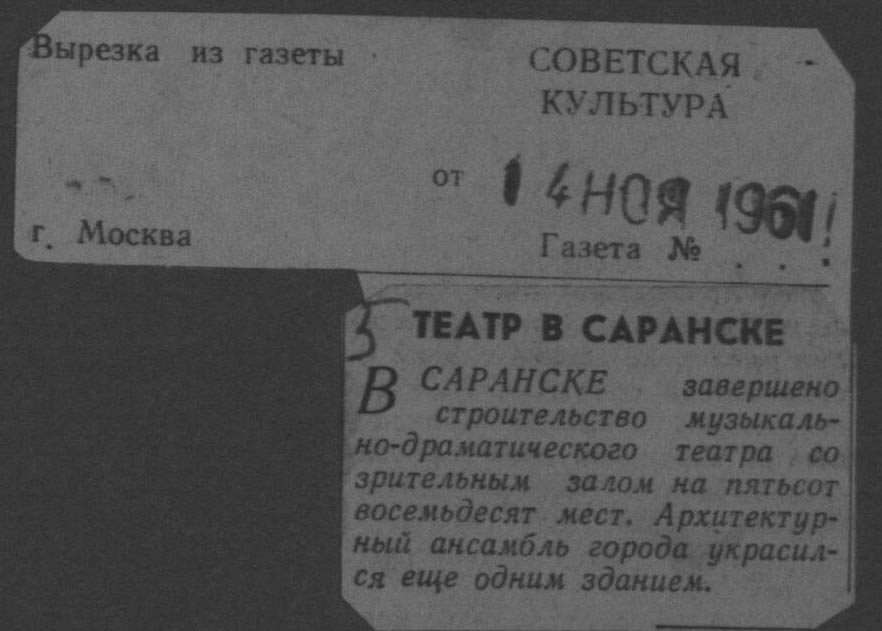 Вырезка из газеты
СОВЕТСКАЯ
КУЛЬТУРА
от 14 НОЯ 1961
г. Москва
Газета № . . .
5
ТЕАТР В САРАНСКЕ
В САРАНСКЕ завершено
строительство музыкаль-
но-драматического театра со
зрительным залом на пятьсот
восемьдесят мест. Архитектур-
ный ансамбль города украсил-
ся еще одним зданием.